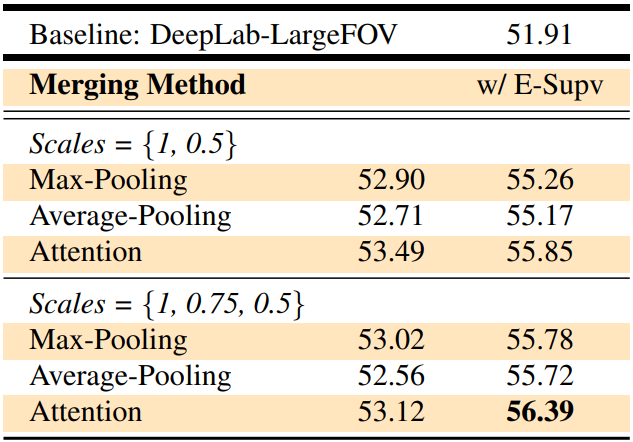 Baseline: DeepLab-LargeFOV 51.91
Merging Method w/ E-Supv
Scales = {1, 0.5}
Max-Pooling 52.90 55.26
Average-Pooling 52.71 55.17
Attention 53.49 55.85
Scales = {1, 0.75, 0.5}
Max-Pooling 53.02 55.78
Average-Pooling 52.56 55.72
Attention 53.12 56.39